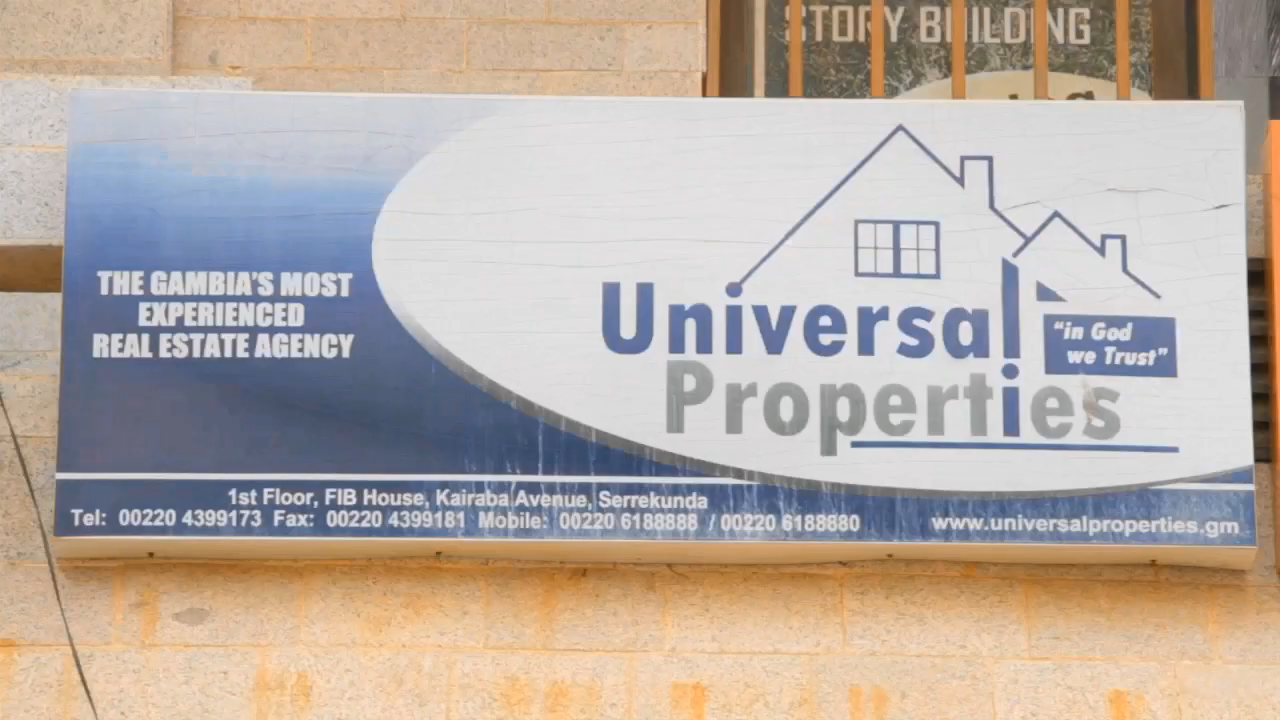 STORY BUILDING
THE GAMBIA'S MOST
EXPERIENCED
REAL ESTATE AGENCY
Universal
Properties
"in God
we Trust"
1st Floor, FIB House, Kairaba Avenue, Serrekunda
Tel: 00220 4399173 Fax: 00220 4399181 Mobile: 00220 6188888 / 00220 6188880
www.universalproperties.gm